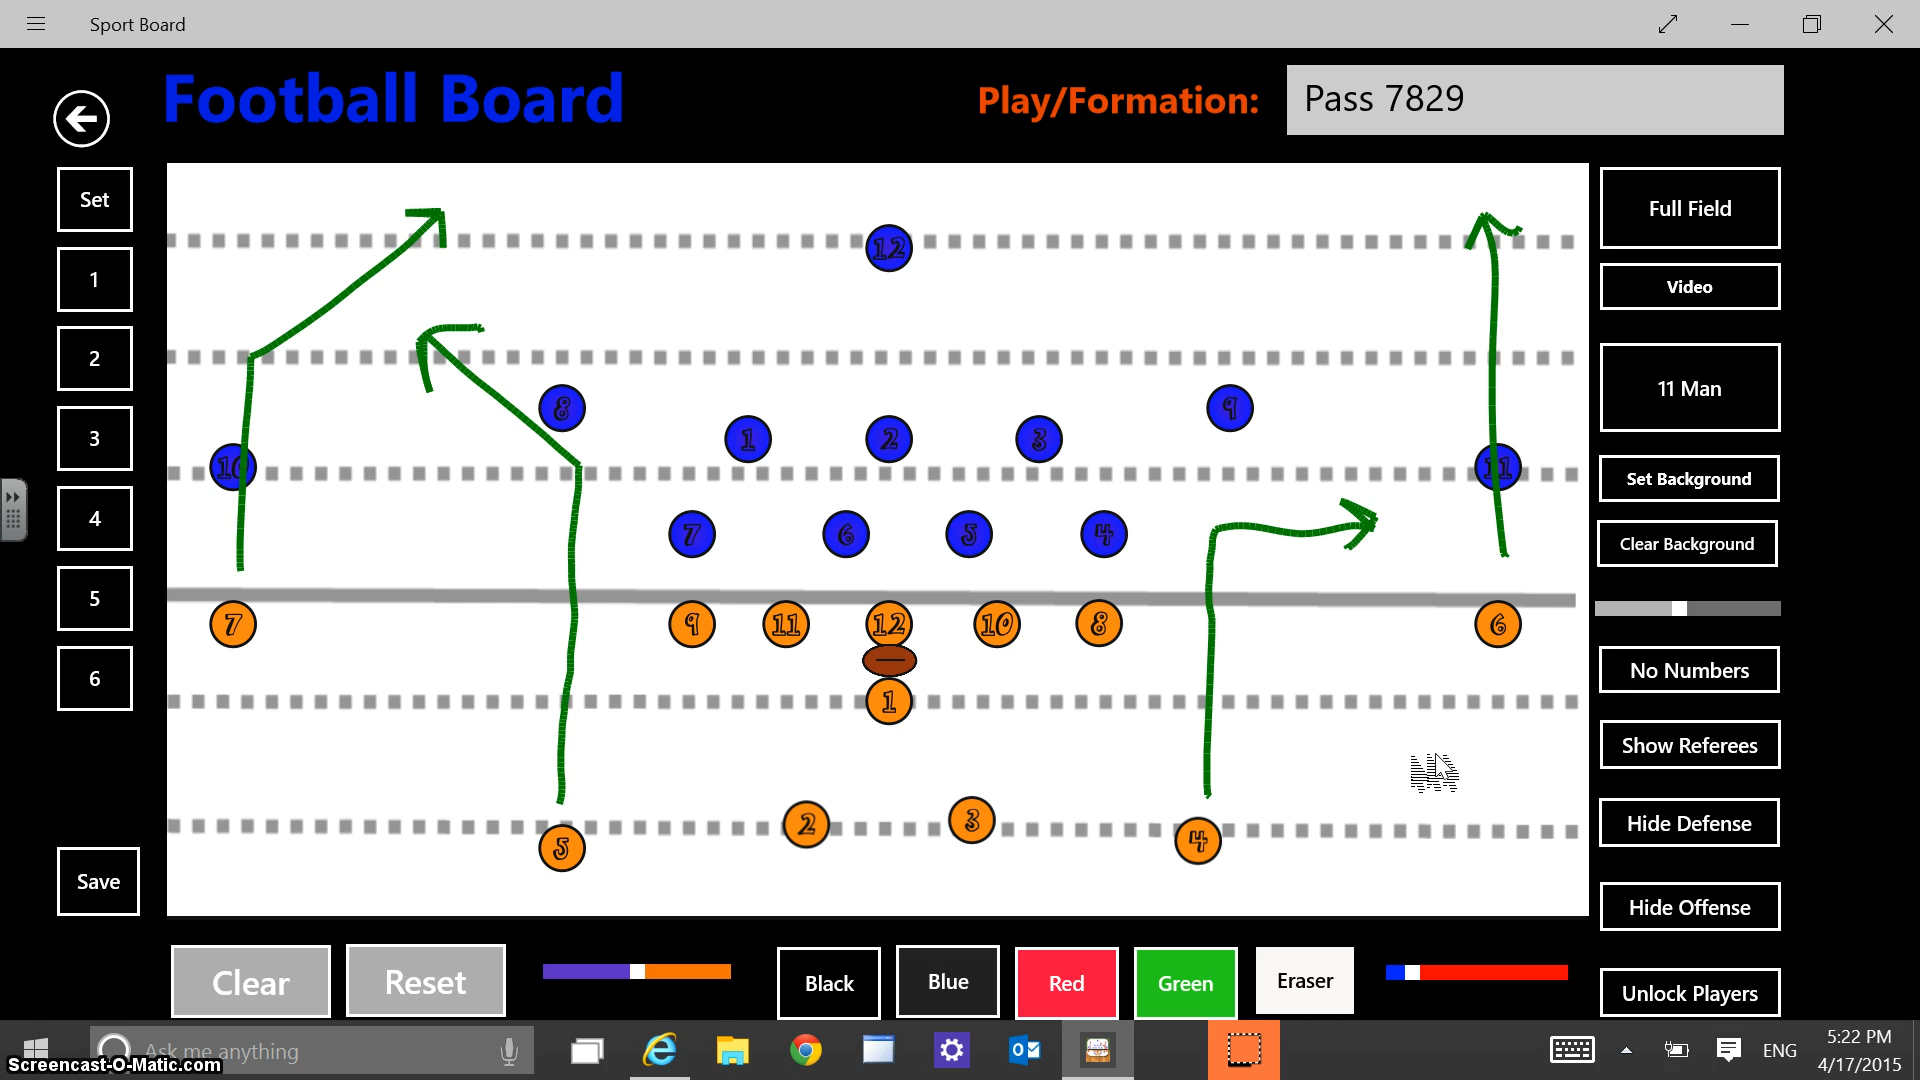 Sport Board
Football Board
Play/Formation:
Pass 7829
Set
1
2
3
4
5
6
Save
12
8
9
1
2
3
10
11
7
6
5
4
7
9
11
12
10
8
6
1
5
2
3
4
Full Field
Video
11 Man
Set Background
Clear Background
No Numbers
Show Referees
Hide Defense
Hide Offense
Unlock Players
Clear
Reset
Black
Blue
Red
Green
Eraser
Ask me anything
Screencast-O-Matic.com
ENG
5:22 PM
4/17/2015